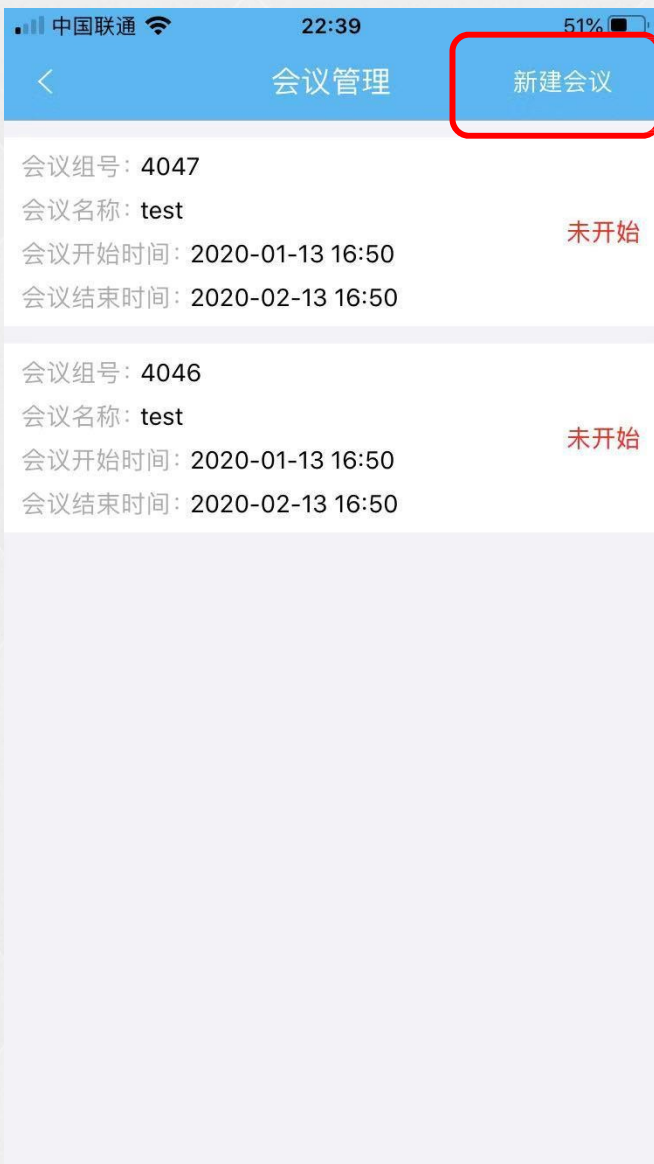 中国联通 22:39 51%
会议管理 新建会议
会议组号：4047
会议名称：test
会议开始时间：2020-01-13 16:50
会议结束时间：2020-02-13 16:50
未开始
会议组号：4046
会议名称：test
会议开始时间：2020-01-13 16:50
会议结束时间：2020-02-13 16:50
未开始